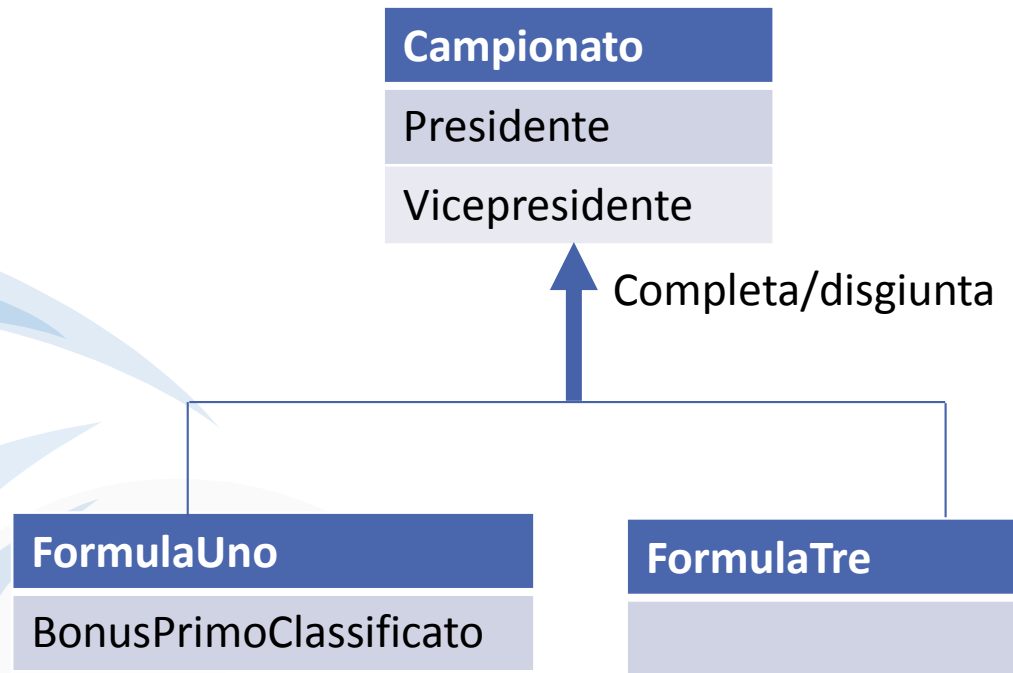 Campionato
Presidente
Vicepresidente
Completa/disgiunta
FormulaUno
BonusPrimoClassificato
FormulaTre